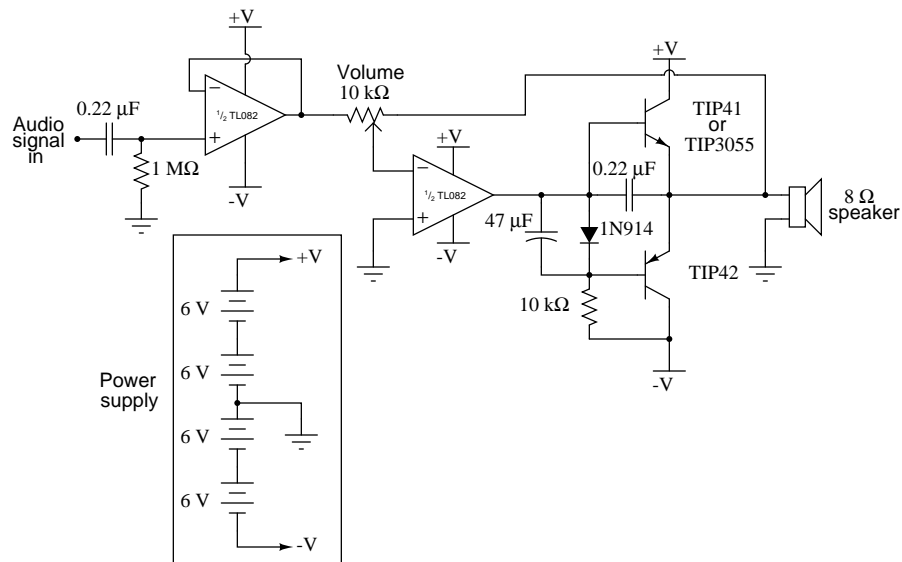 +V
Volume
10 kΩ
+V
0.22 µF
½ TL082
TIP41
or
TIP3055
Audio
signal
in
+V
1 MΩ
-V
½ TL082
0.22 µF
8 Ω
speaker
47 µF
1N914
-V
+V
TIP42
6 V
10 kΩ
6 V
Power
supply
-V
6 V
6 V
-V